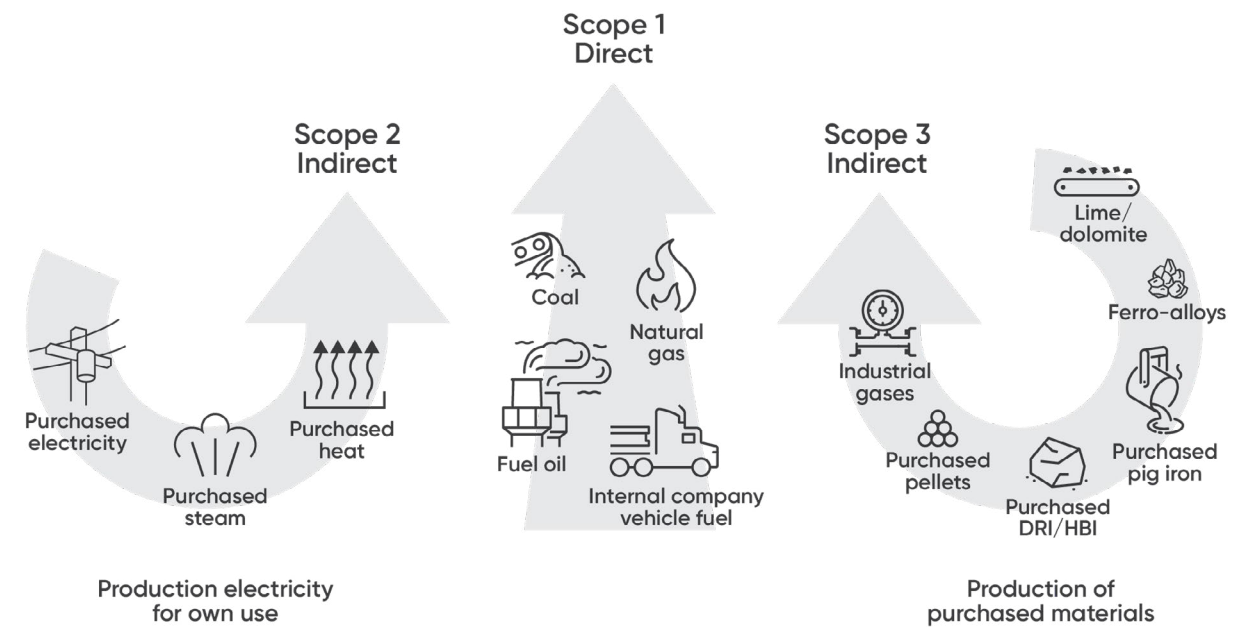 Scope 1
Direct
Scope 2
Indirect
Scope 3
Indirect
Purchased
electricity
Purchased
steam
Purchased
heat
Production electricity
for own use
Coal
Natural
gas
Fuel oil
Internal company
vehicle fuel
Lime/
dolomite
Ferro-alloys
Purchased
pig iron
Purchased
DRI/HBI
Purchased
pellets
Industrial
gases
Production of
purchased materials